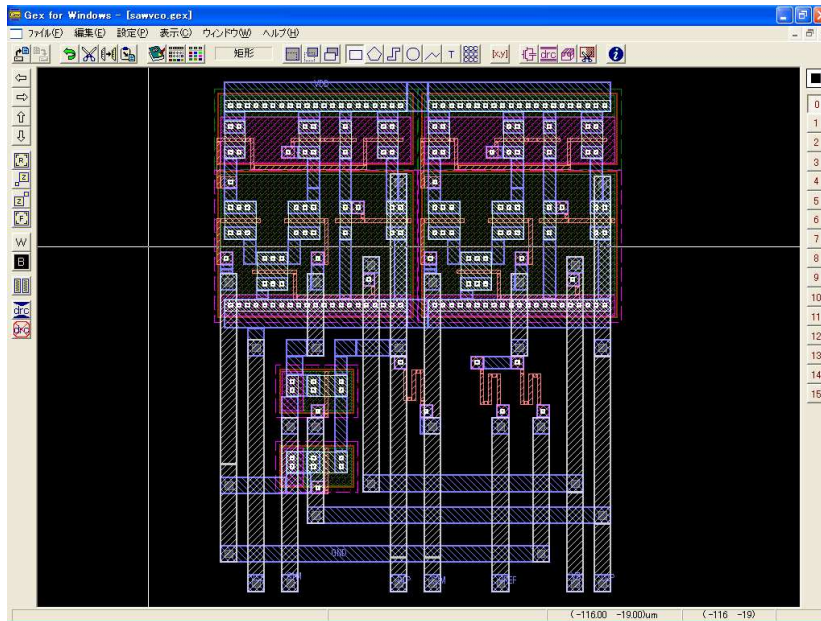 Gex for Windows - [sawvco.gex]
ファイル(F) 編集(E) 設定(P) 表示(C) ウィンドウ(W) ヘルプ(H)
矩形
T
[x,y]
drc
VDD
0
1
2
3
4
5
6
7
8
9
10
11
12
13
14
15
[R]
Z
Z
[F]
W
B
drc
drc
GND
(-116.00 -19.00)um (-116 -19)